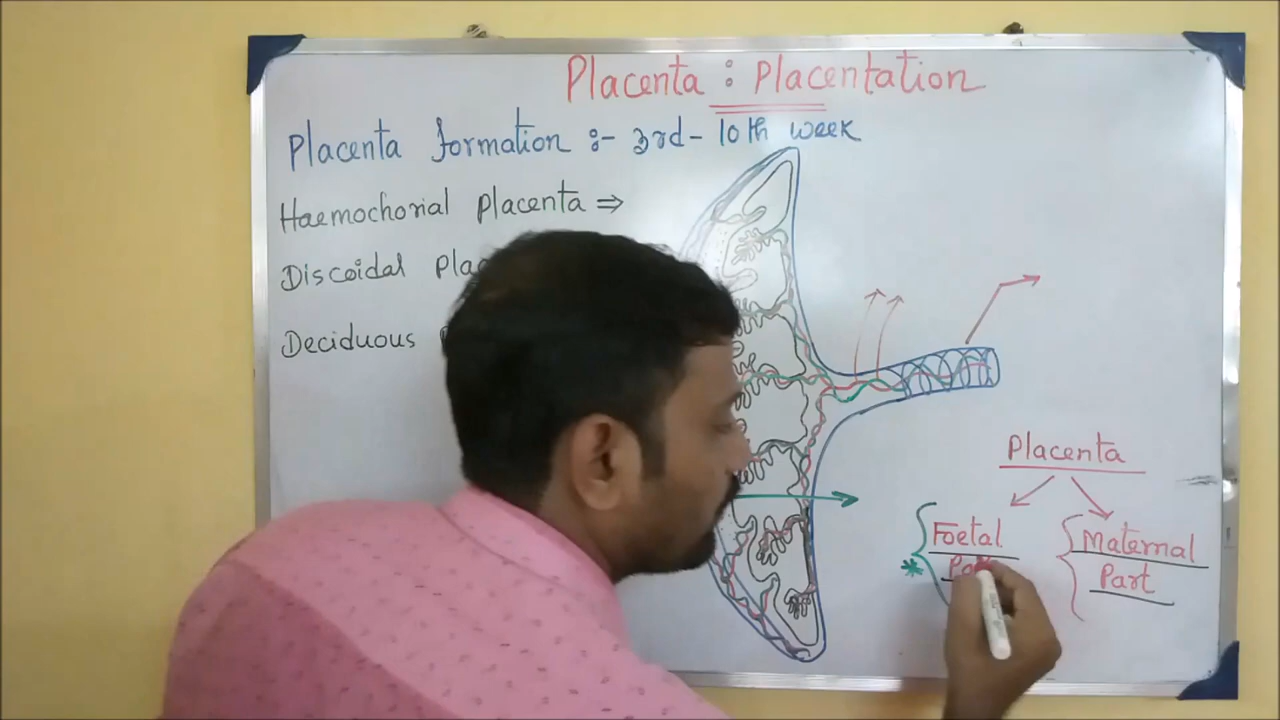 Placenta : Placentation
Placenta formation :- 3rd - 10th week
Haemochorial placenta ⇒
Discoidal
Deciduous
Placenta
Foetal
Maternal
Part